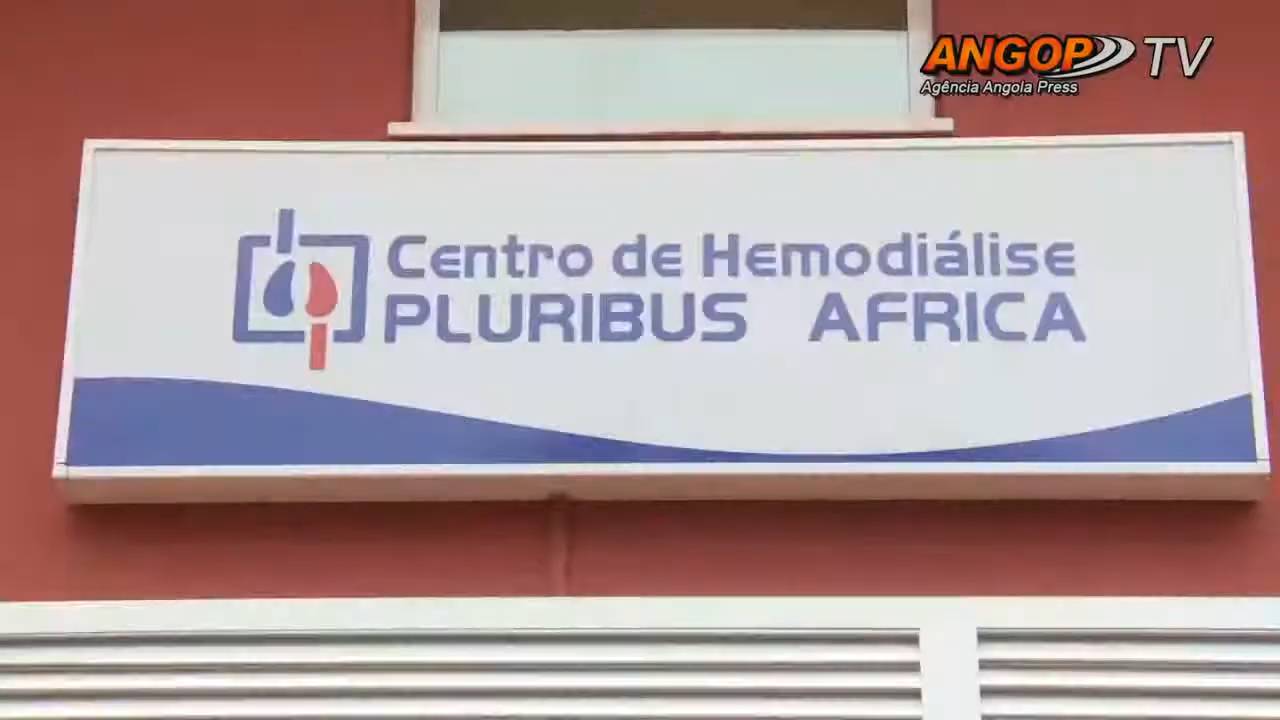 ANGOP TV
Agência Angola Press
Centro de Hemodiálise
PLURIBUS AFRICA